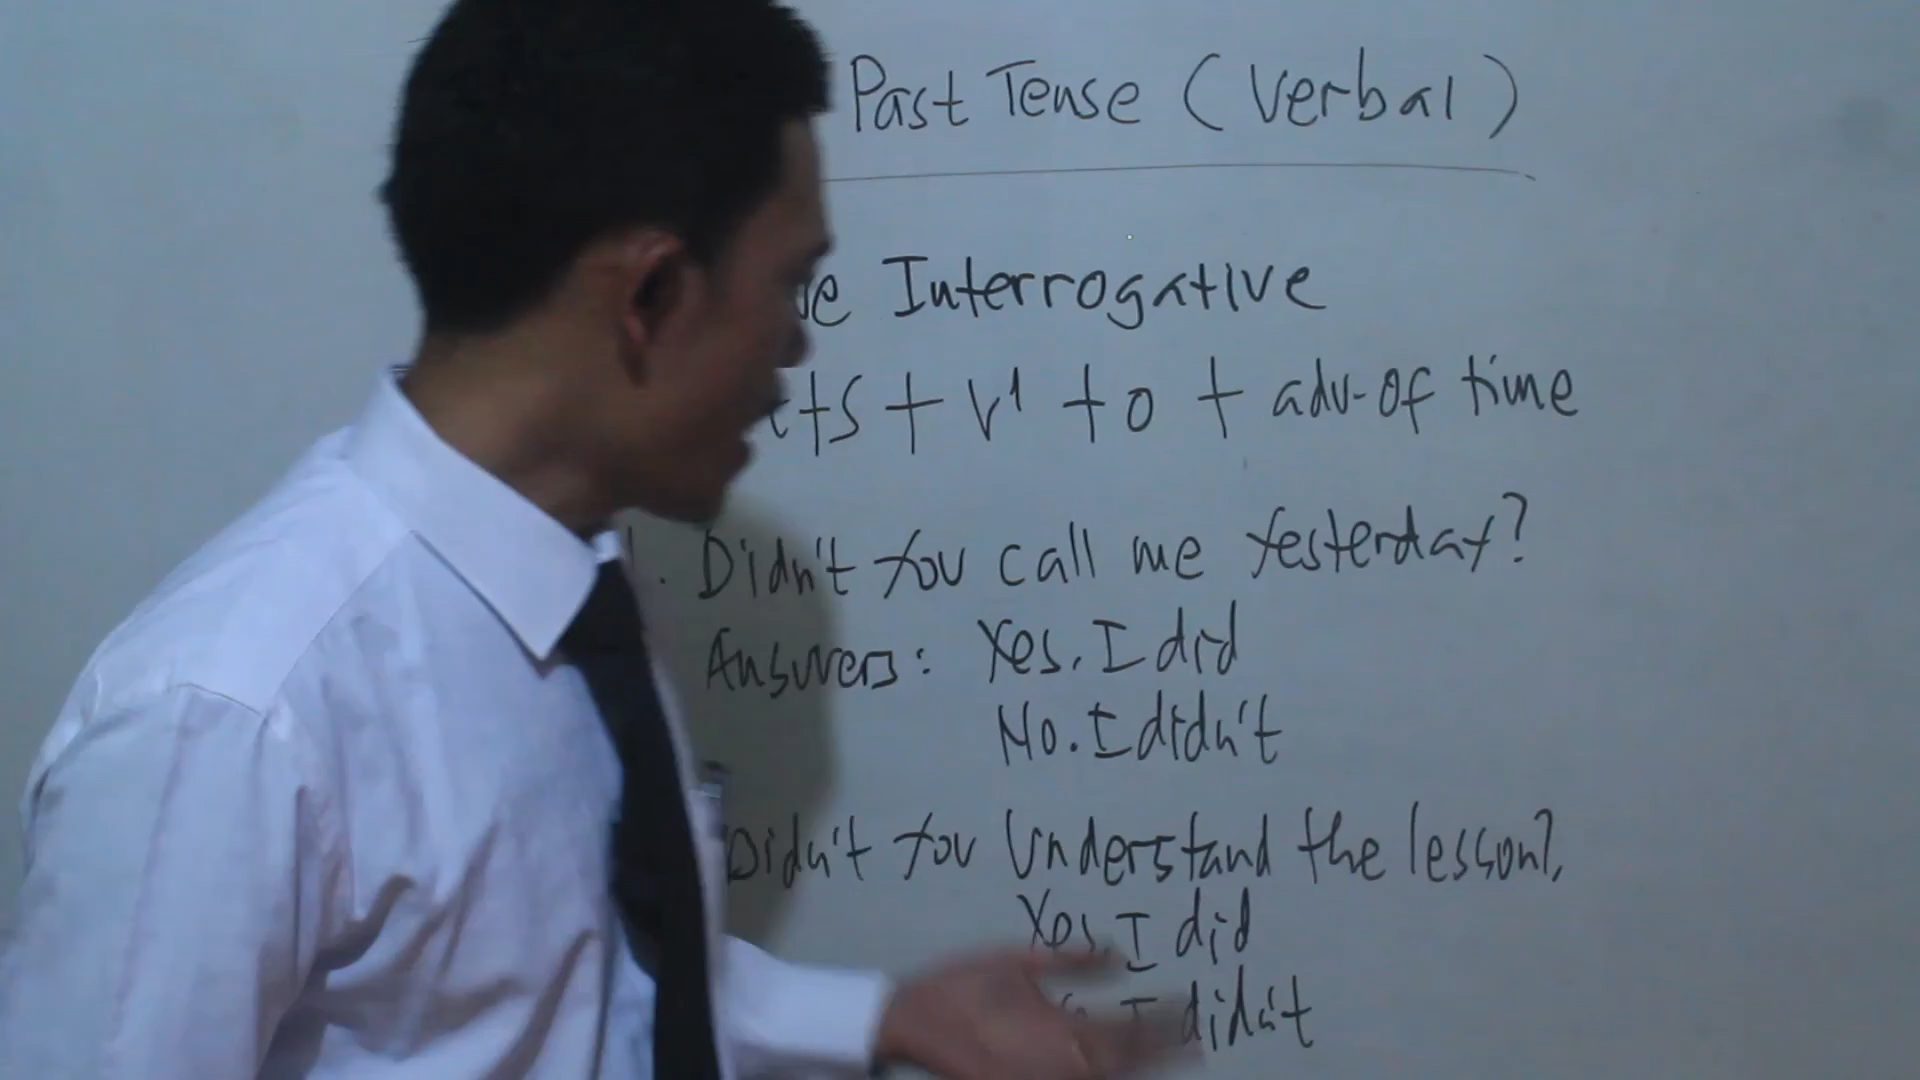 Past Tense (Verbal)
Interrogative
+ S + V1 + o + adv. of time
1. Didn't You call me Yesterday?
Answers: Yes. I did
No. I didn't
Didn't You Understand the lesson?
Yes. I did
I didn't